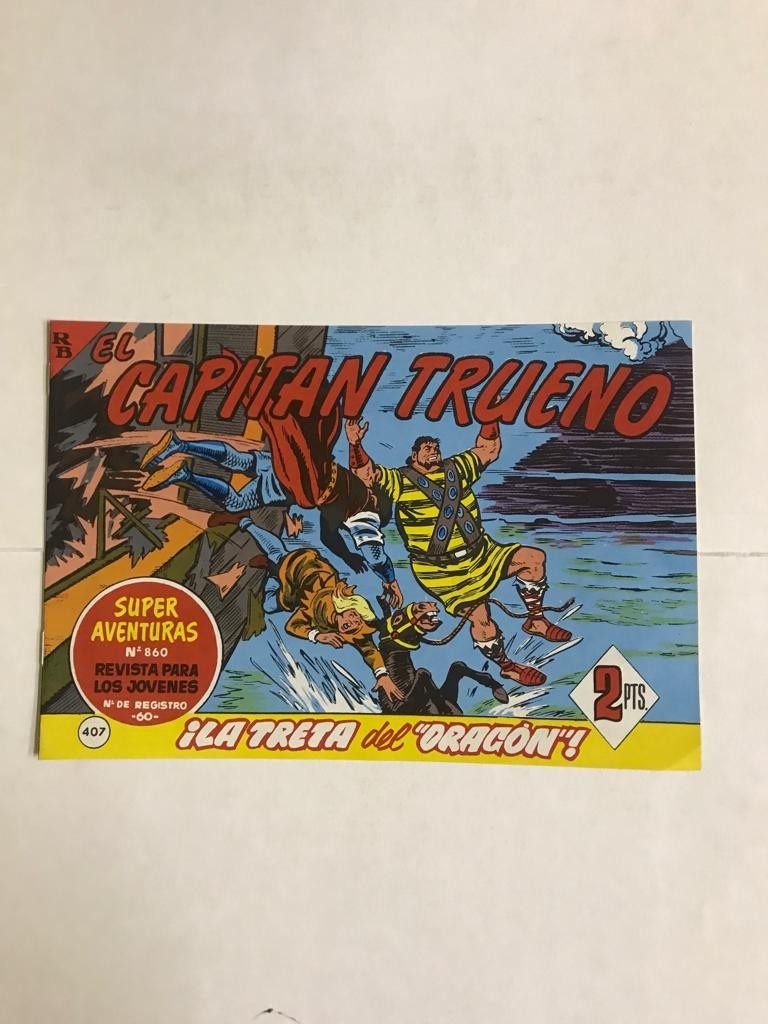 R
B
EL
CAPITAN TRUENO
SUPER
AVENTURAS
Nº 860
REVISTA PARA
LOS JOVENES
Nº DE REGISTRO
-60-
2 PTS.
407
¡LA TRETA del "DRAGÓN"!